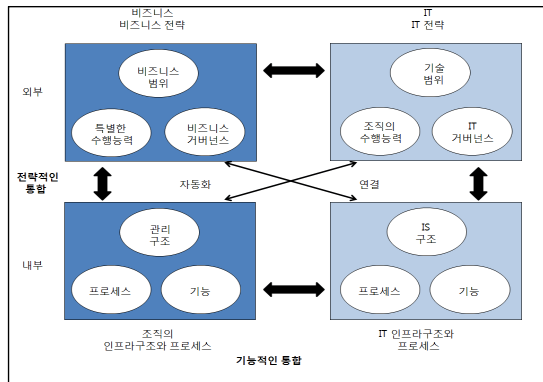 비즈니스
비즈니스 전략
IT
IT 전략
외부
비즈니스
범위
특별한
수행능력
비즈니스
거버넌스
기술
범위
조직의
수행능력
IT
거버넌스
전략적인
통합
자동화
연결
내부
관리
구조
프로세스
기능
IS
구조
프로세스
기능
조직의
인프라구조와 프로세스
IT 인프라구조와
프로세스
기능적인 통합